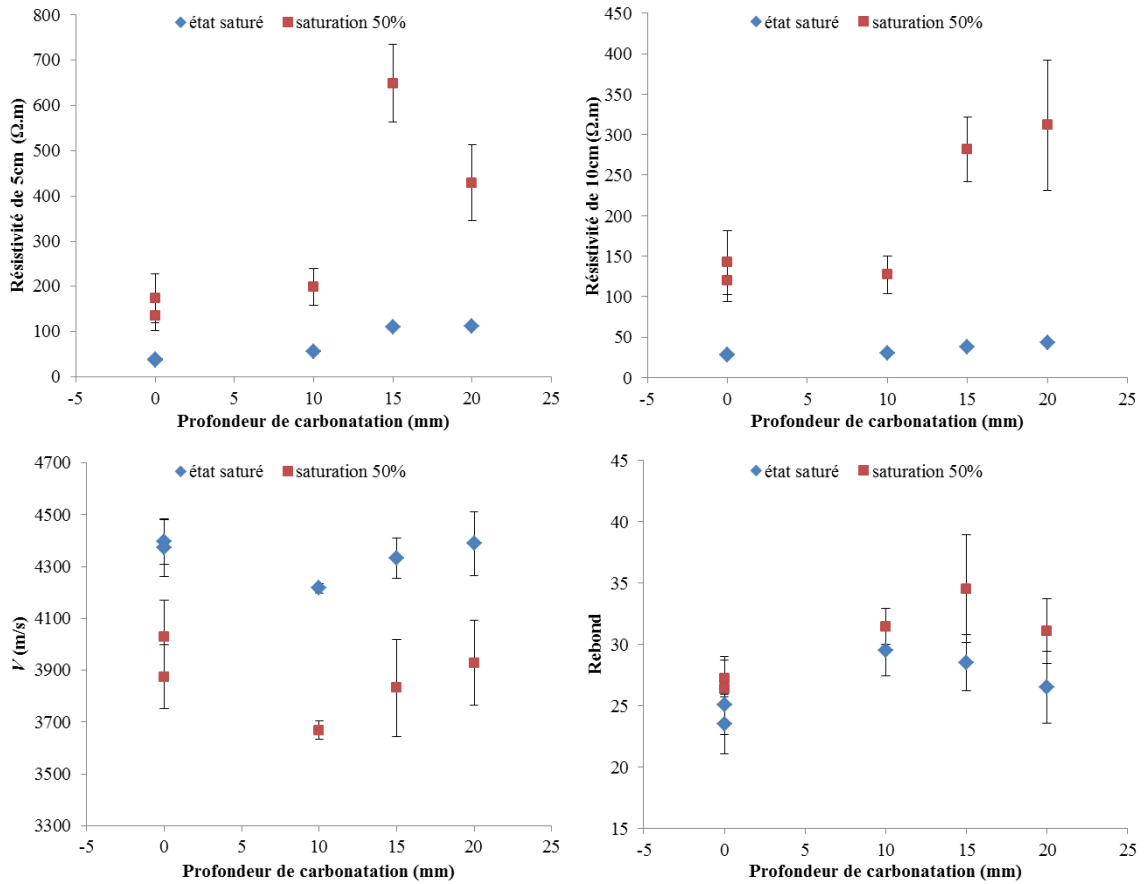 état saturé saturation 50%
Résistivité de 5cm (Ω.m)
800
700
600
500
400
300
200
100
0
-5 0 5 10 15 20 25
Profondeur de carbonatation (mm)
état saturé saturation 50%
Résistivité de 10cm (Ω.m)
450
400
350
300
250
200
150
100
50
0
-5 0 5 10 15 20 25
Profondeur de carbonatation (mm)
état saturé saturation 50%
V (m/s)
4700
4500
4300
4100
3900
3700
3500
3300
-5 0 5 10 15 20 25
Profondeur de carbonatation (mm)
état saturé saturation 50%
Rebond
45
40
35
30
25
20
15
-5 0 5 10 15 20 25
Profondeur de carbonatation (mm)